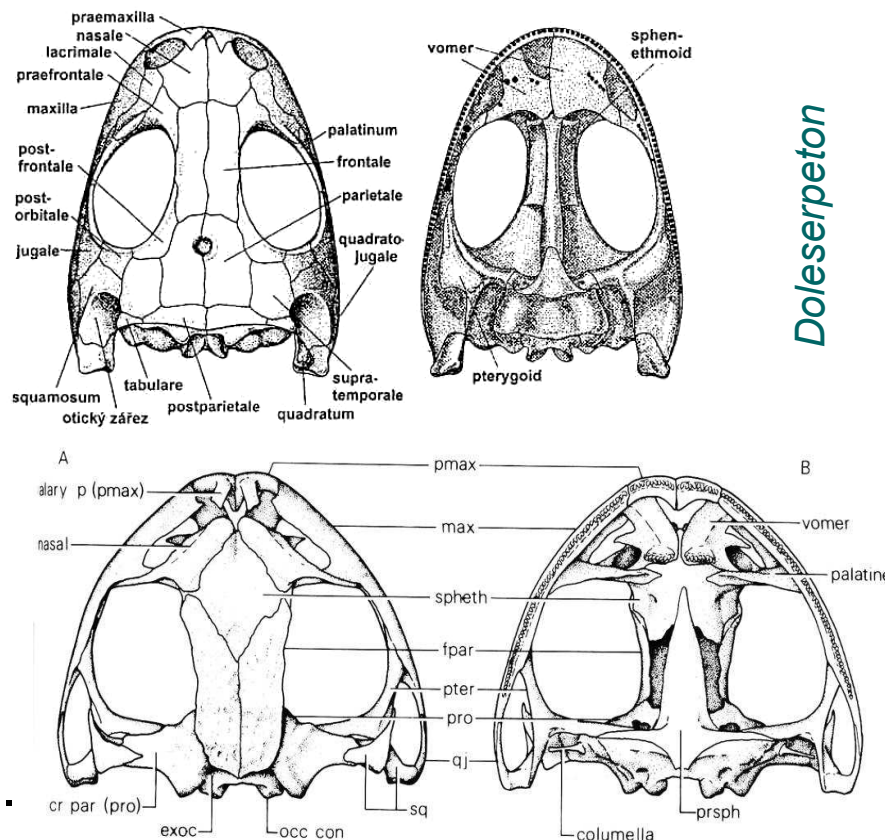 praemaxilla
nasale
lacrimale
praefrontale
maxilla
post-
frontale
post-
orbitale
jugale
squamosum
otický zářez
tabulare
postparietale
quadratum
supra-
temporale
quadrato-
jugale
parietale
frontale
palatinum
vomer
sphen-
ethmoid
pterygoid
Doleserpeton
A
alary p (pmax)
nasal
cr par (pro)
exoc
occ con
sq
pmax
max
spheth
fpar
pter
pro
qj
B
vomer
palatine
prsph
columella